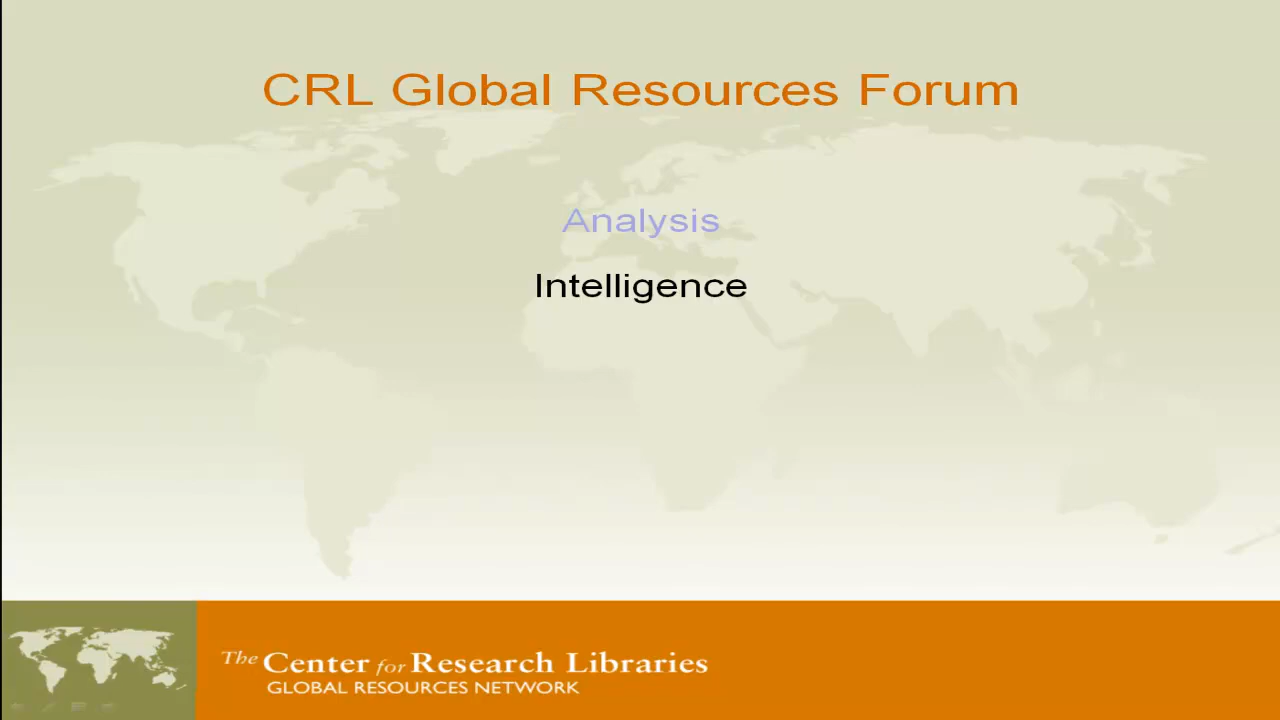 CRL Global Resources Forum
Analysis
Intelligence
The Center for Research Libraries
GLOBAL RESOURCES NETWORK